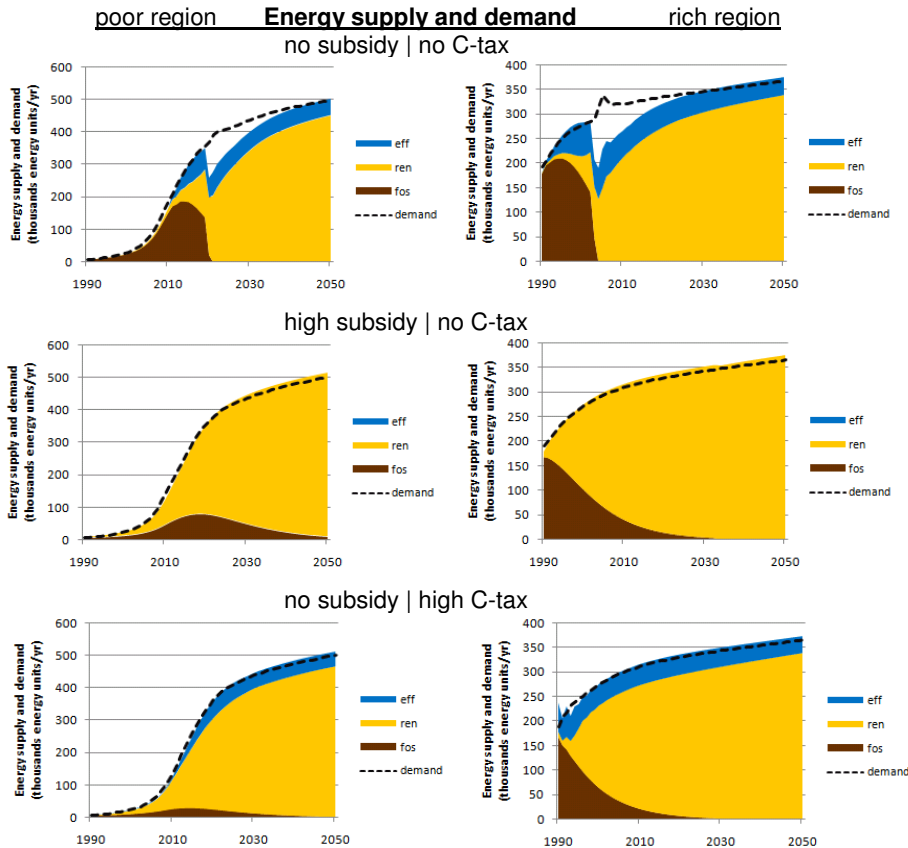 poor region Energy supply and demand rich region
no subsidy | no C-tax
Energy supply and demand
(thousands energy units/yr)
600
500
400
300
200
100
0
1990 2010 2030 2050
eff
ren
fos
demand
Energy supply and demand
(thousands energy units/yr)
400
350
300
250
200
150
100
50
0
1990 2010 2030 2050
eff
ren
fos
demand
high subsidy | no C-tax
Energy supply and demand
(thousands energy units/yr)
600
500
400
300
200
100
0
1990 2010 2030 2050
eff
ren
fos
demand
Energy supply and demand
(thousands energy units/yr)
400
350
300
250
200
150
100
50
0
1990 2010 2030 2050
eff
ren
fos
demand
no subsidy | high C-tax
Energy supply and demand
(thousands energy units/yr)
600
500
400
300
200
100
0
1990 2010 2030 2050
eff
ren
fos
demand
Energy supply and demand
(thousands energy units/yr)
400
350
300
250
200
150
100
50
0
1990 2010 2030 2050
eff
ren
fos
demand